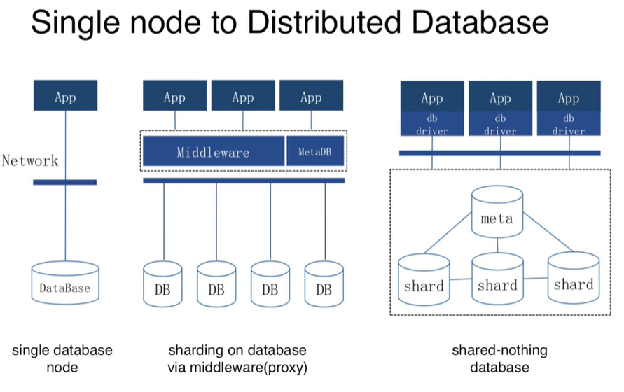 Single node to Distributed Database
App
Network
DataBase
single database
node
App App App
Middleware MetaDB
DB DB DB DB
sharding on database
via middleware(proxy)
App App App
db db db
driver driver driver
meta
shard shard shard
shared-nothing
database